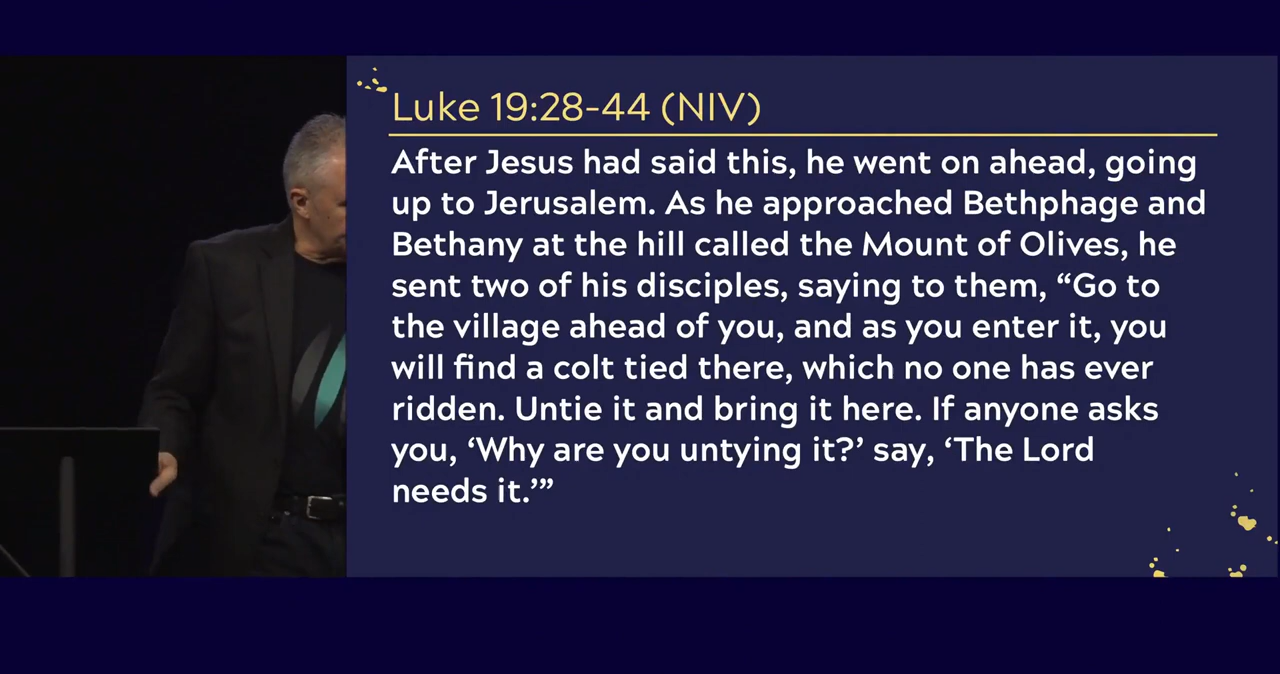 Luke 19:28-44 (NIV)
After Jesus had said this, he went on ahead, going
up to Jerusalem. As he approached Bethphage and
Bethany at the hill called the Mount of Olives, he
sent two of his disciples, saying to them, “Go to
the village ahead of you, and as you enter it, you
will find a colt tied there, which no one has ever
ridden. Untie it and bring it here. If anyone asks
you, ‘Why are you untying it?’ say, ‘The Lord
needs it.’”